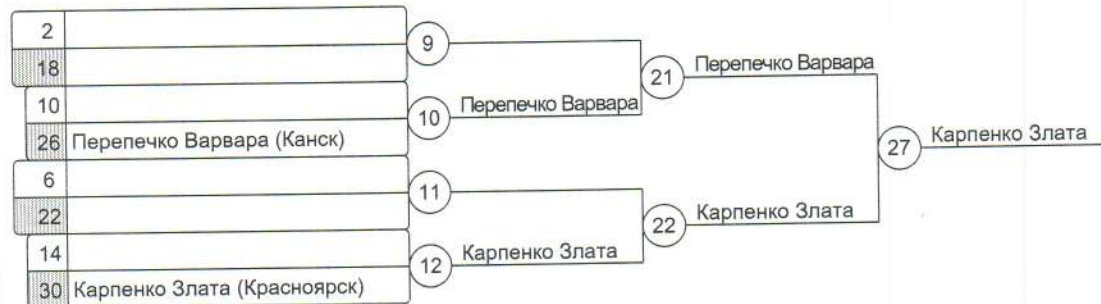 2
9
18
21 Перепечко Варвара
10
10 Перепечко Варвара
26 Перепечко Варвара (Канск)
27 Карпенко Злата
6
11
22
22 Карпенко Злата
14
12 Карпенко Злата
30 Карпенко Злата (Красноярск)